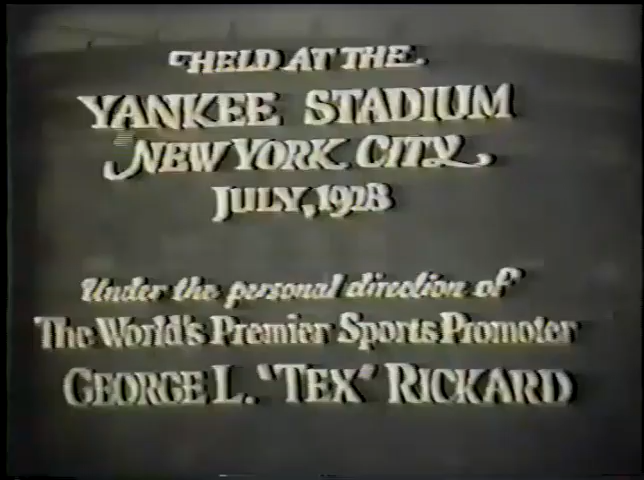 HELD AT THE
YANKEE STADIUM
NEW YORK CITY
JULY, 1928
Under the personal direction of
The World's Premier Sports Promoter
GEORGE L. "TEX" RICKARD